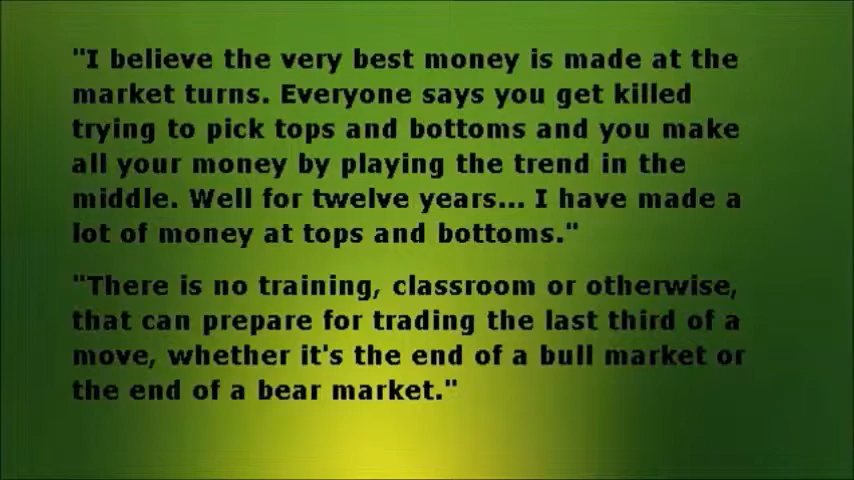 "I believe the very best money is made at the
market turns. Everyone says you get killed
trying to pick tops and bottoms and you make
all your money by playing the trend in the
middle. Well for twelve years... I have made a
lot of money at tops and bottoms."
"There is no training, classroom or otherwise,
that can prepare for trading the last third of a
move, whether it's the end of a bull market or
the end of a bear market."